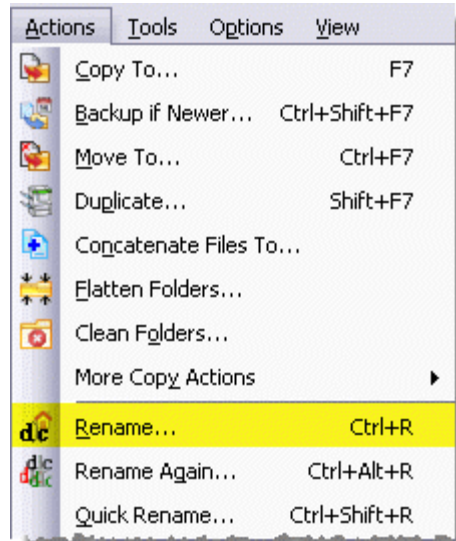 Actions Tools Options View
Copy To... F7
Backup if Newer... Ctrl+Shift+F7
Move To... Ctrl+F7
Duplicate... Shift+F7
Concatenate Files To...
Flatten Folders...
Clean Folders...
More Copy Actions
Rename... Ctrl+R
Rename Again... Ctrl+Alt+R
Quick Rename... Ctrl+Shift+R